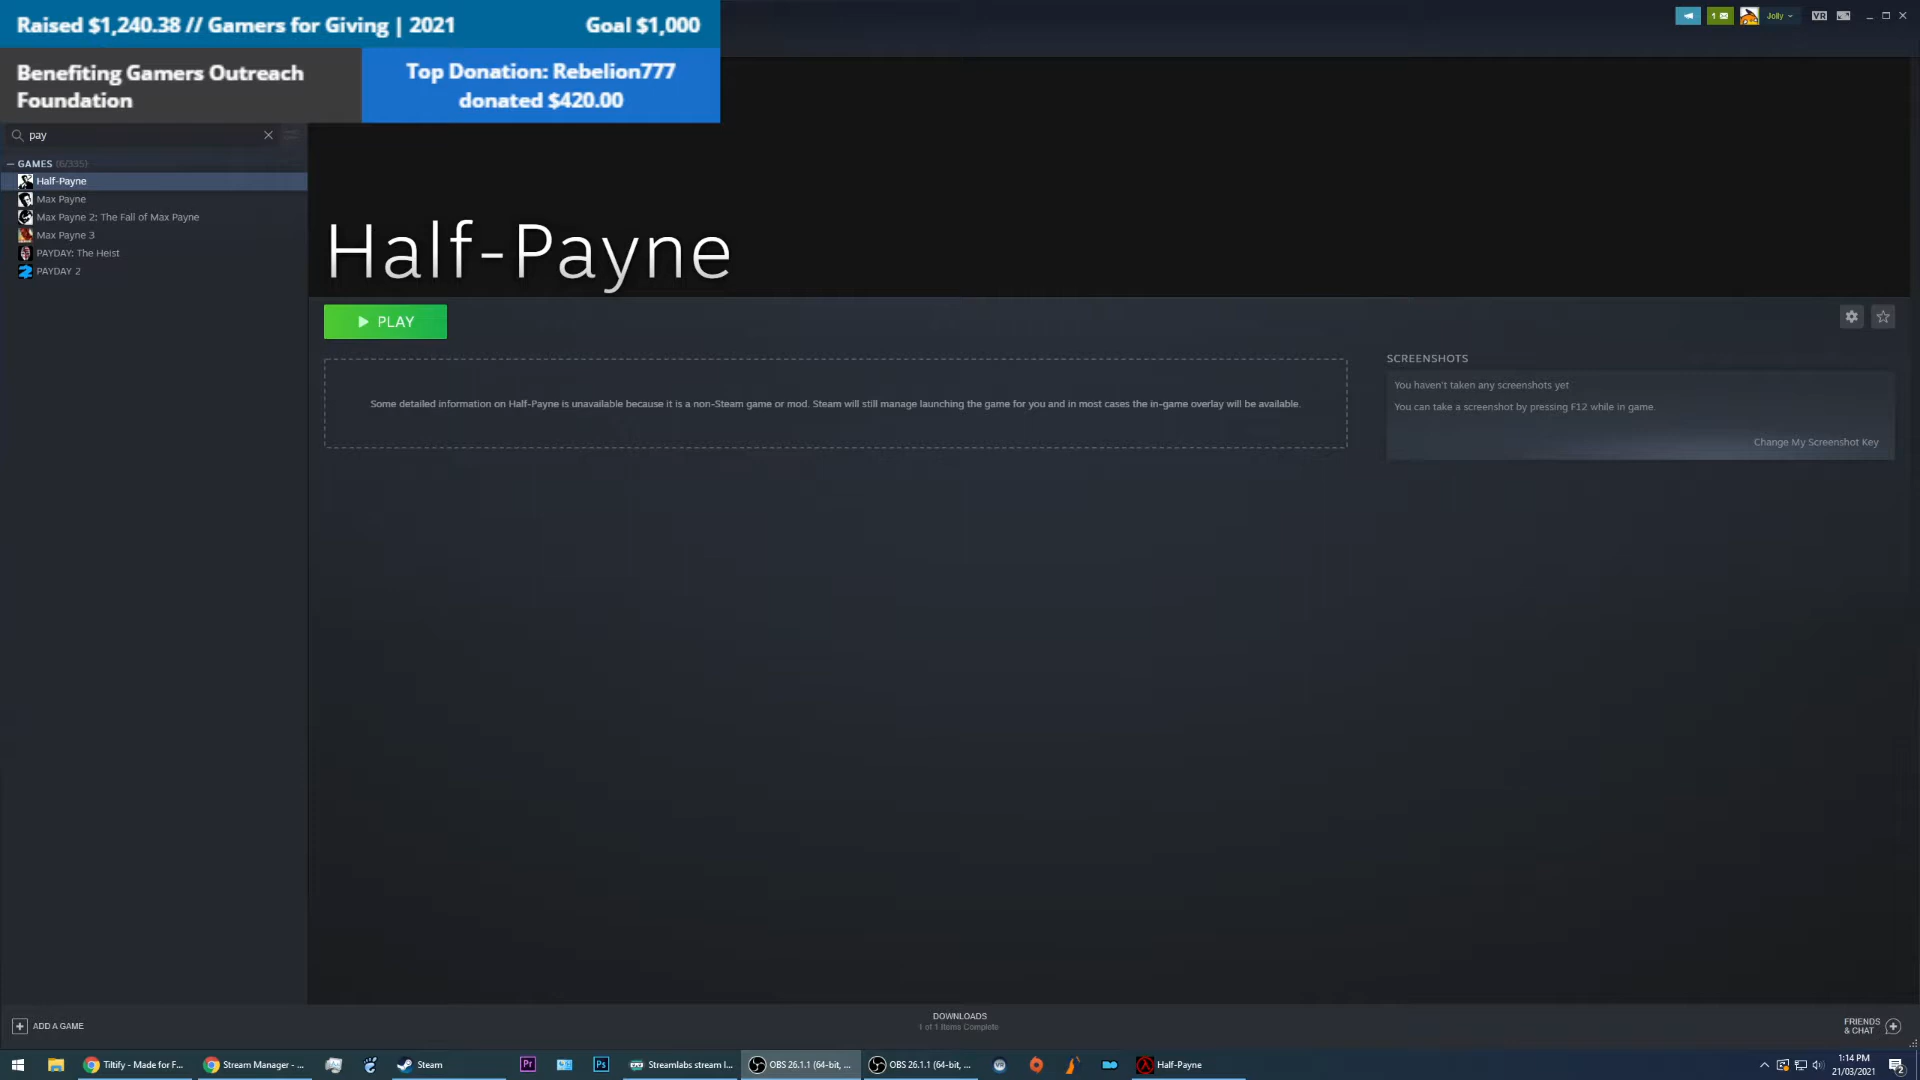 Raised $1,240.38 // Gamers for Giving | 2021
Goal $1,000
Benefiting Gamers Outreach
Foundation
Top Donation: Rebelion777
donated $420.00
1
Jolly
VR
pay
GAMES (6/335)
Half-Payne
Max Payne
Max Payne 2: The Fall of Max Payne
Max Payne 3
PAYDAY: The Heist
PAYDAY 2
Half-Payne
PLAY
Some detailed information on Half-Payne is unavailable because it is a non-Steam game or mod. Steam will still manage launching the game for you and in most cases the in-game overlay will be available.
SCREENSHOTS
You haven't taken any screenshots yet
You can take a screenshot by pressing F12 while in game.
Change My Screenshot Key
ADD A GAME
DOWNLOADS
1 of 1 Items Complete
FRIENDS
& CHAT
Tiltify - Made for F...
Stream Manager - ...
Steam
Pr
Ps
Streamlabs stream l...
OBS 26.1.1 (64-bit, ...
OBS 26.1.1 (64-bit, ...
Half-Payne
1:14 PM
21/03/2021
2